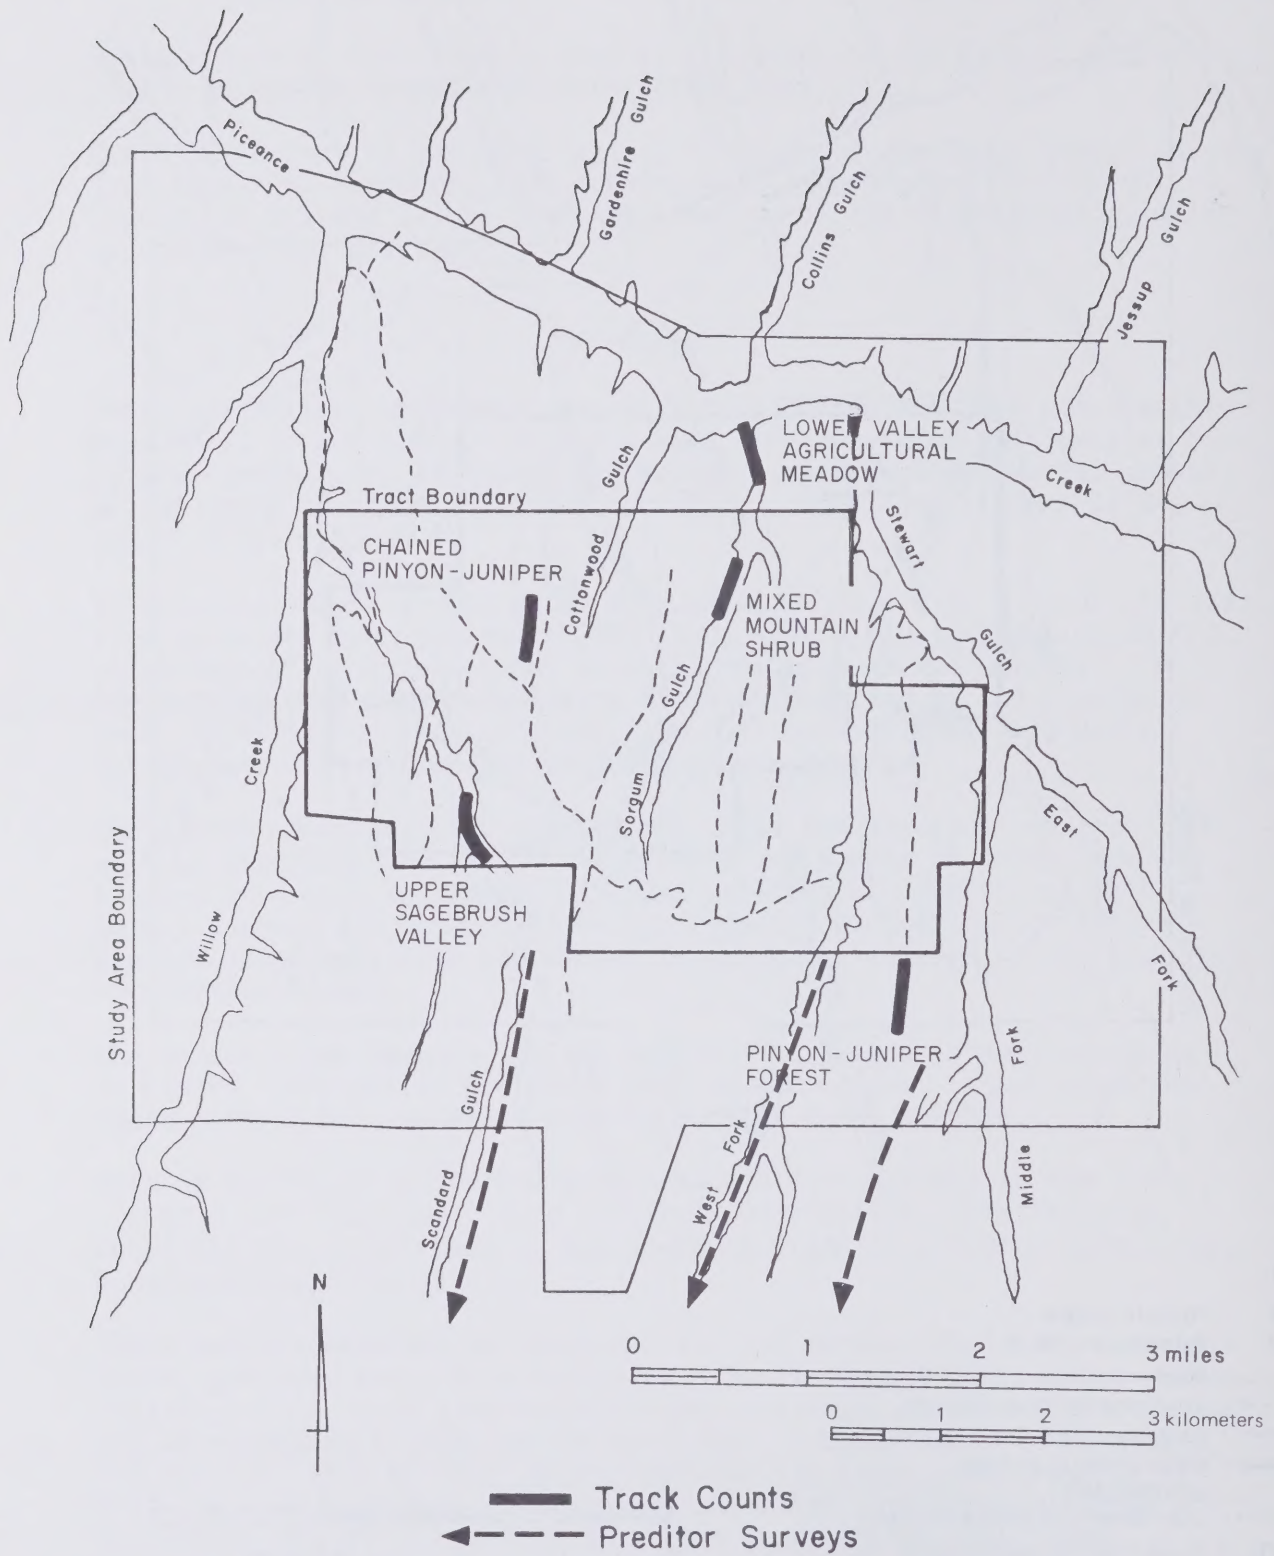 Piceance
Gardenhire Gulch
Collins Gulch
Jessup Gulch
LOWER VALLEY
AGRICULTURAL
MEADOW
Creek
Gulch
Cottonwood
Tract Boundary
Stewart
Gulch
CHAINED
PINYON-JUNIPER
MIXED
MOUNTAIN
SHRUB
Gulch
Sorgum
Creek
Willow
East
Fork
Study Area Boundary
UPPER
SAGEBRUSH
VALLEY
PINYON-JUNIPER
FOREST
Fork
Middle
Gulch
Scandard
Fork
West
N
0 1 2 3 miles
0 1 2 3 kilometers
Track Counts
Preditor Surveys